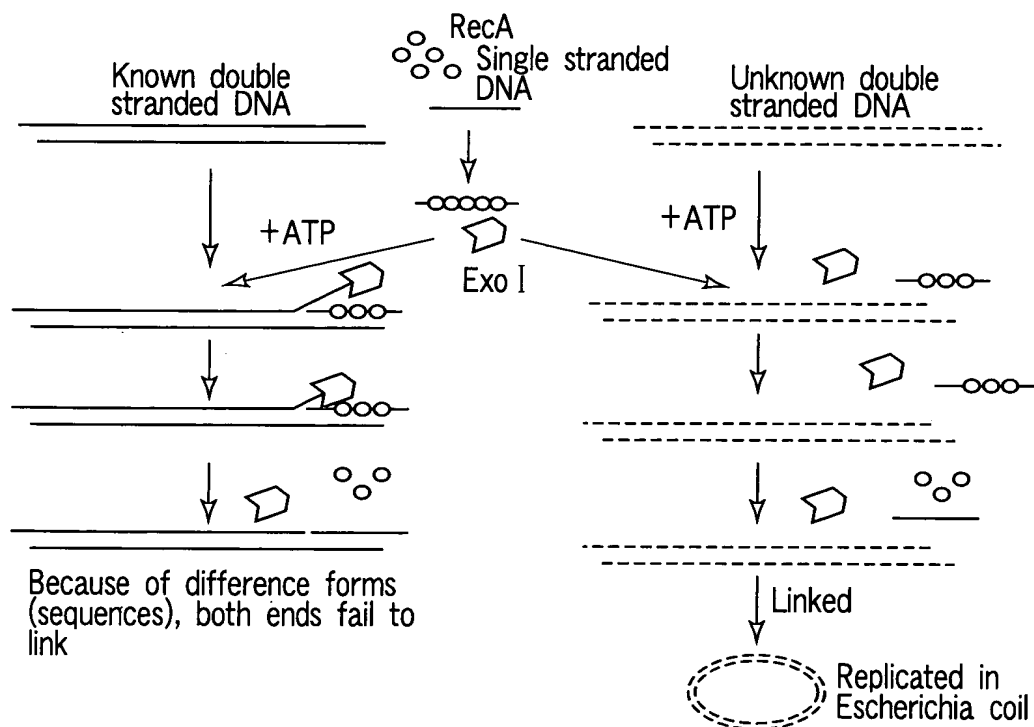 RecA
Single stranded
DNA
Known double
stranded DNA
Unknown double
stranded DNA
+ATP
+ATP
Exo I
Because of difference forms
(sequences), both ends fail to
link
Linked
Replicated in
Escherichia coil